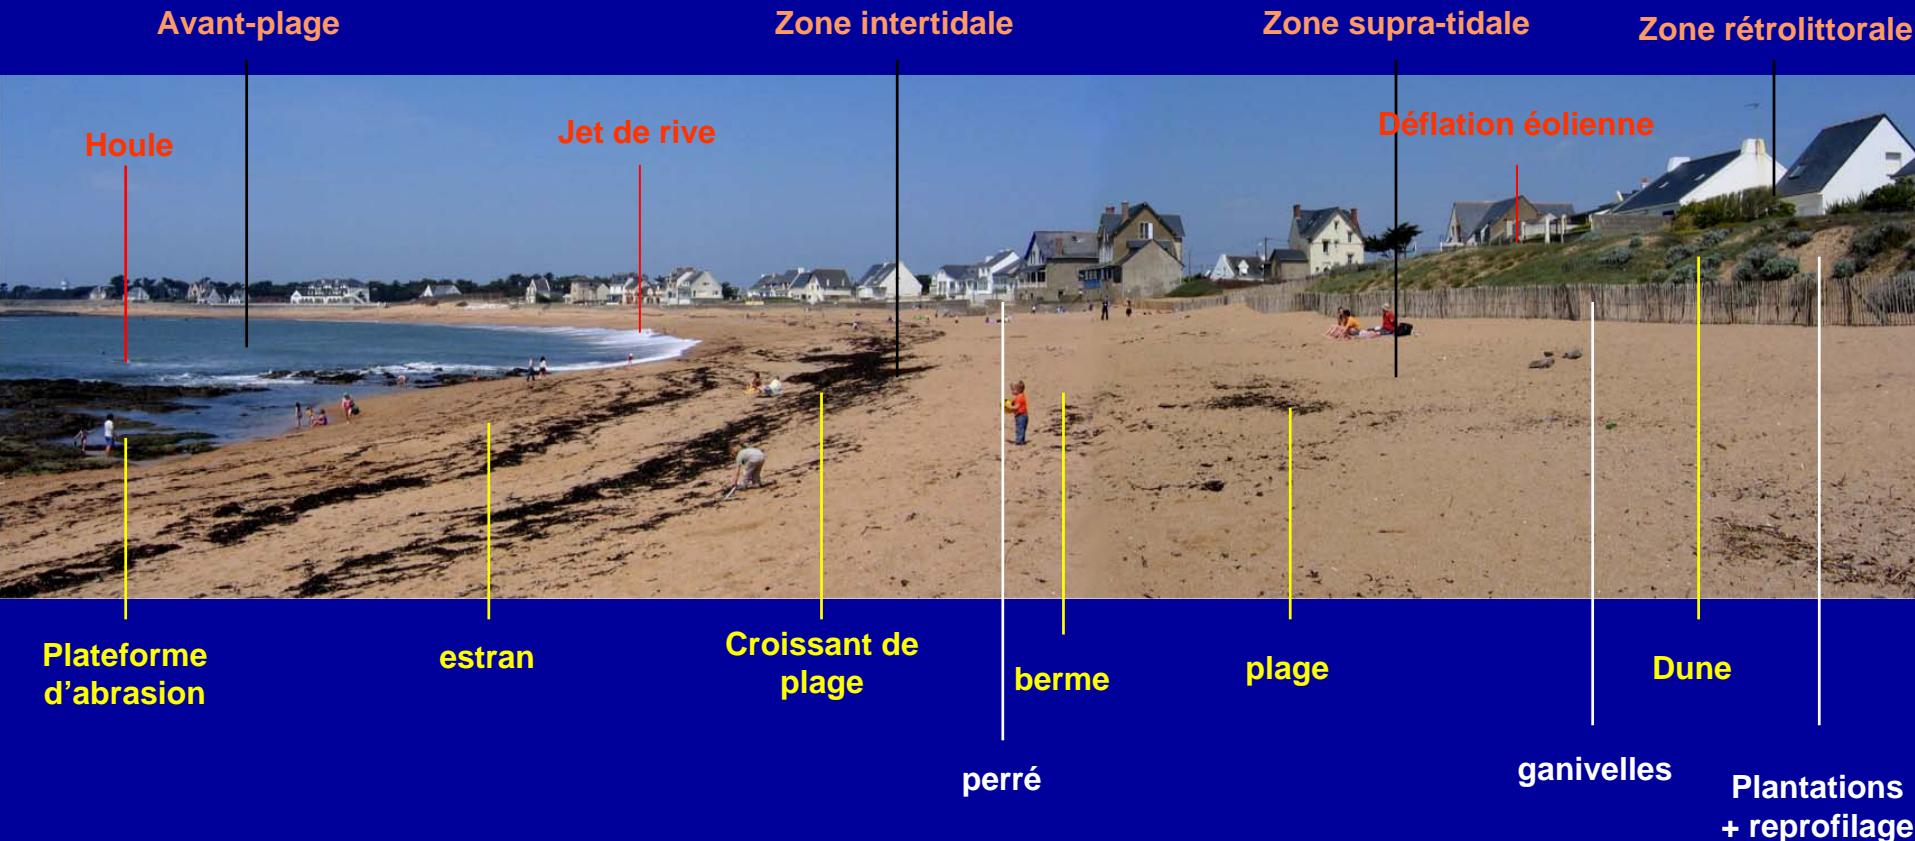 Avant-plage
Zone intertidale
Zone supra-tidale
Zone rétrolittorale
Houle
Jet de rive
Déflation éolienne
Plateforme
d’abrasion
estran
Croissant de
plage
berme
plage
Dune
perré
ganivelles
Plantations
+ reprofilage